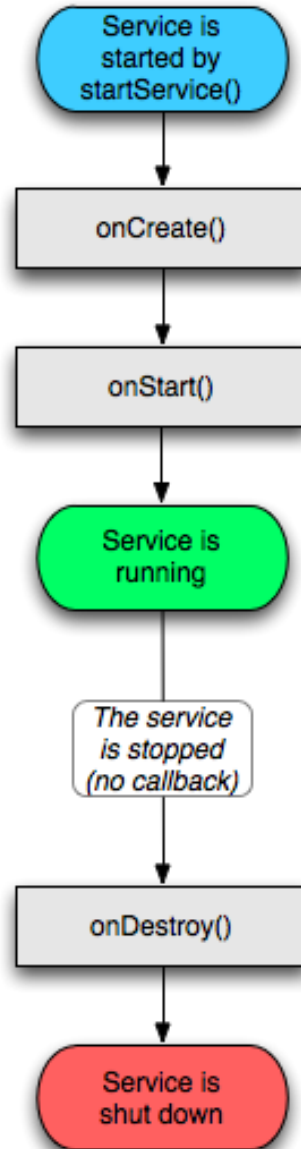 Service is
started by
startService()
onCreate()
onStart()
Service is
running
The service
is stopped
(no callback)
onDestroy()
Service is
shut down